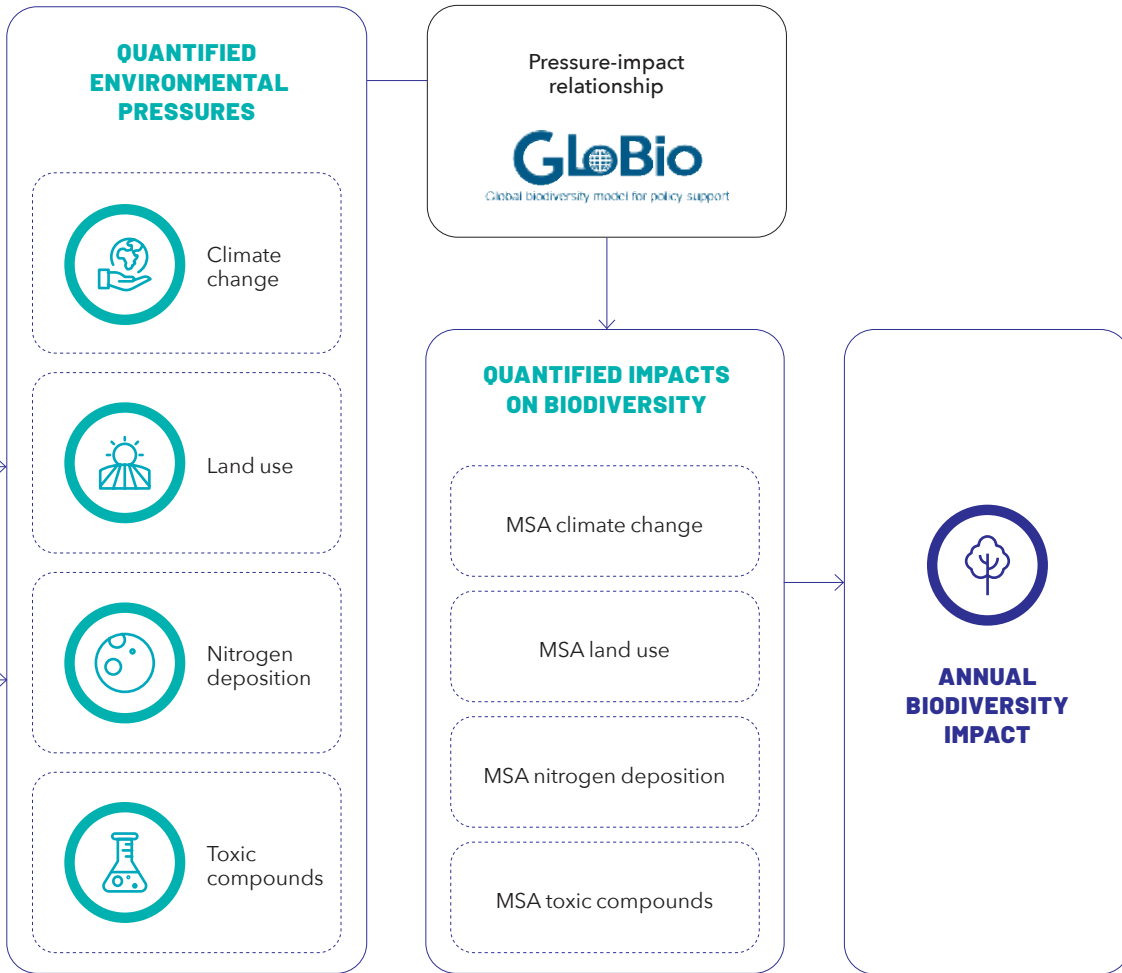 QUANTIFIED
ENVIRONMENTAL
PRESSURES
Climate
change
Land use
Nitrogen
deposition
Toxic
compounds
Pressure-impact
relationship
GLOBIO
Global biodiversity model for policy support
QUANTIFIED IMPACTS
ON BIODIVERSITY
MSA climate change
MSA land use
MSA nitrogen deposition
MSA toxic compounds
ANNUAL
BIODIVERSITY
IMPACT